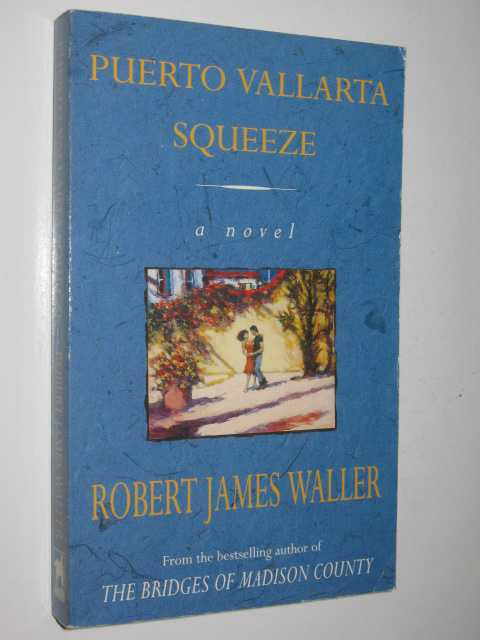 PUERTO VALLARTA
SQUEEZE
a novel
ROBERT JAMES WALLER
From the bestselling author of
THE BRIDGES OF MADISON COUNTY